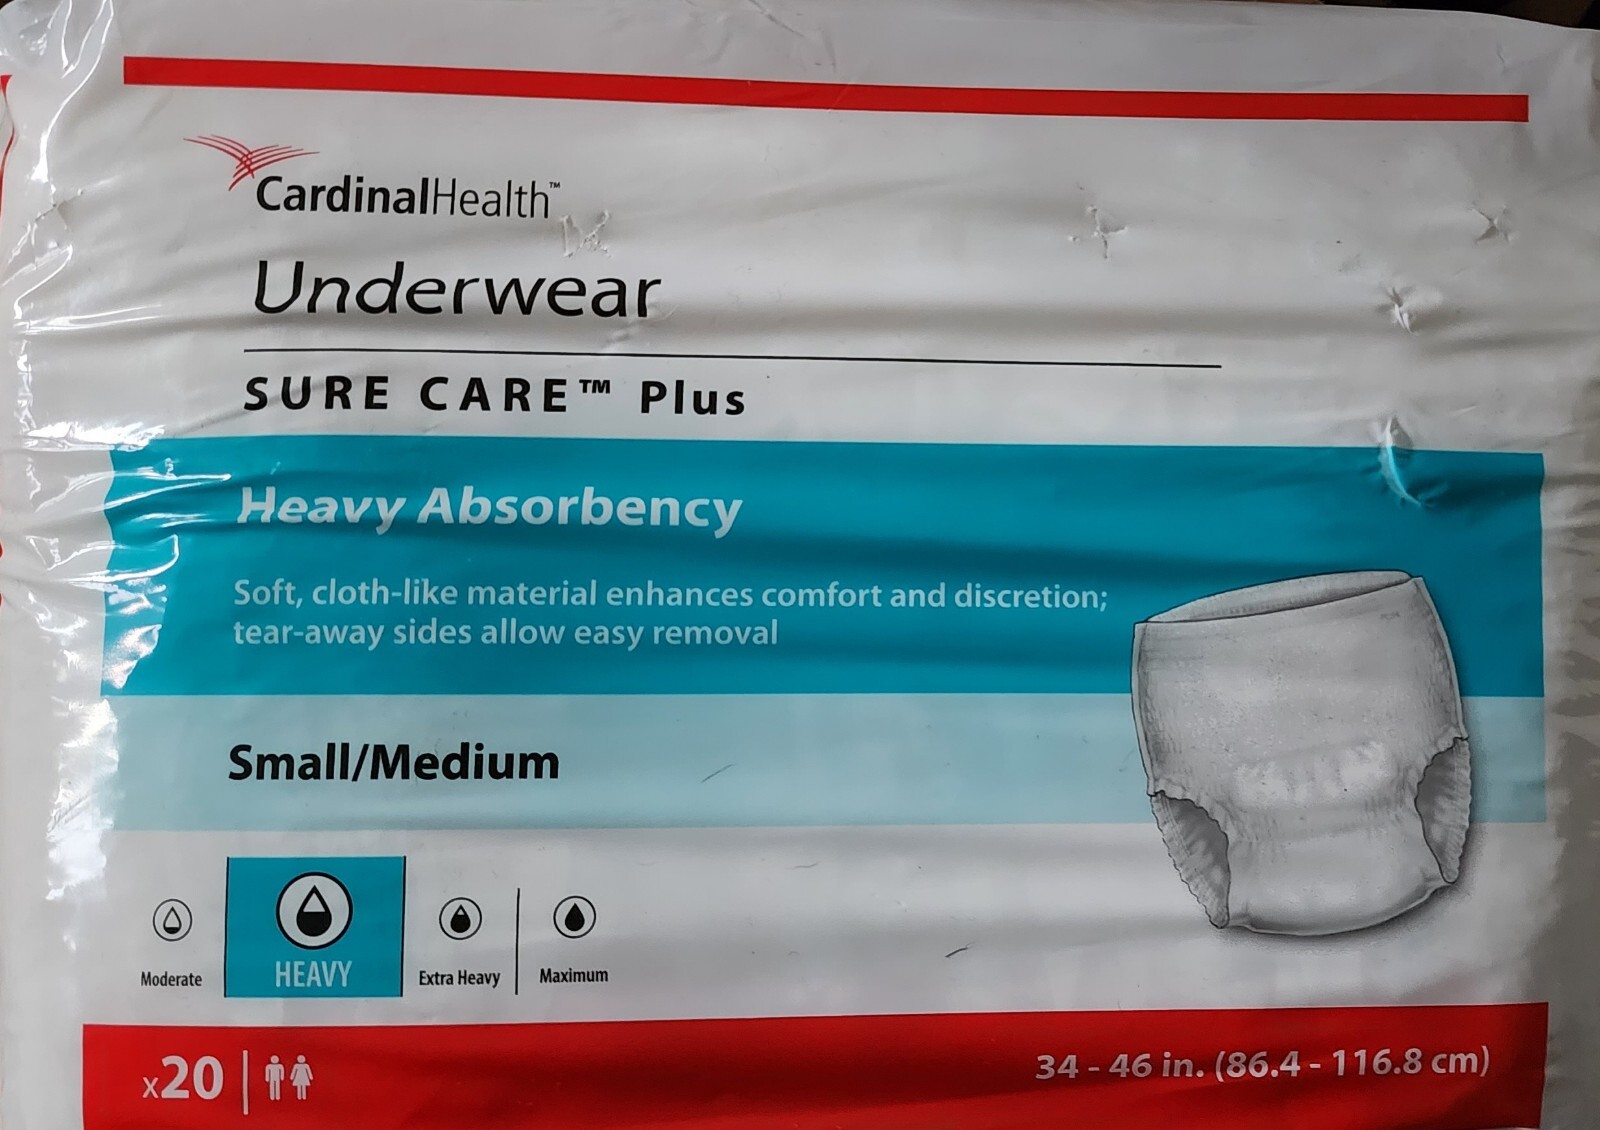 CardinalHealth™
Underwear
SURE CARE™ Plus
Heavy Absorbency
Soft, cloth-like material enhances comfort and discretion;
tear-away sides allow easy removal
Small/Medium
Moderate
HEAVY
Extra Heavy
Maximum
x20
34 - 46 in. (86.4 - 116.8 cm)